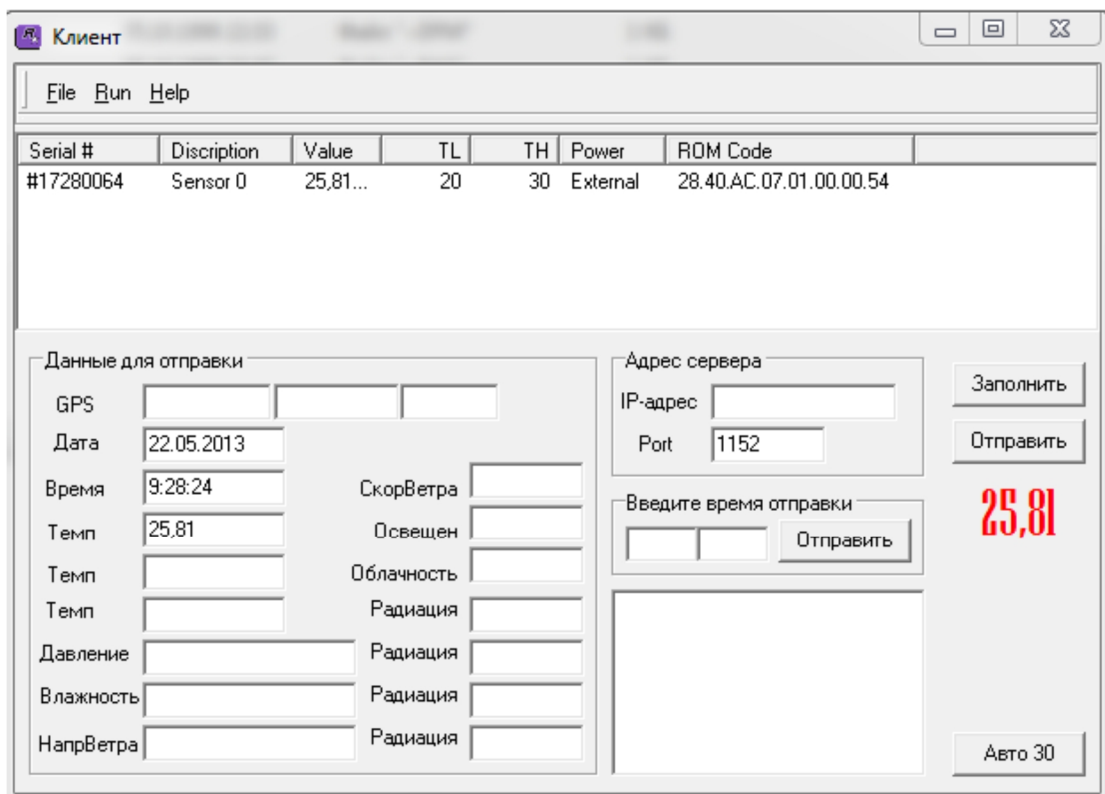 Клиент
File Run Help
Serial # Discription Value TL TH Power ROM Code
#17280064 Sensor 0 25,81... 20 30 External 28.40.AC.07.01.00.00.54
Данные для отправки
GPS
Дата 22.05.2013
Время 9:28:24
Темп 25,81
Темп
Темп
Давление
Влажность
НапрВетра
СкорВетра
Освещен
Облачность
Радиация
Радиация
Радиация
Радиация
Адрес сервера
IP-адрес
Port 1152
Введите время отправки
Отправить
Заполнить
Отправить
25,81
Авто 30